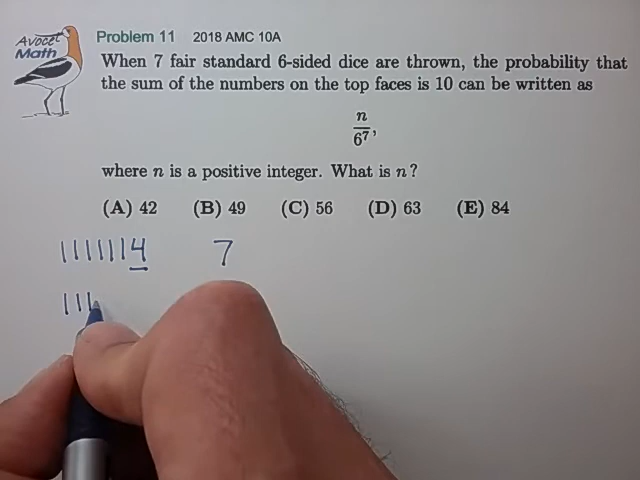 Avocet Math
Problem 11 2018 AMC 10A
When 7 fair standard 6-sided dice are thrown, the probability that
the sum of the numbers on the top faces is 10 can be written as
n
6⁷,
where n is a positive integer. What is n?
(A) 42 (B) 49 (C) 56 (D) 63 (E) 84
11111114 7
111